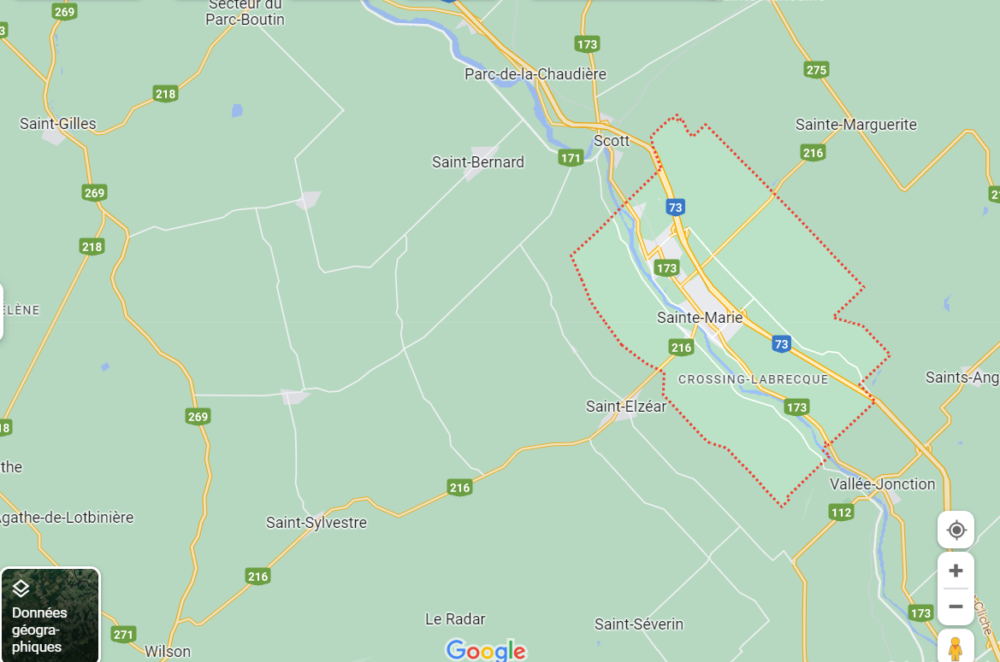 Secteur du
Parc-Boutin
269
3
173
275
Parc-de-la-Chaudière
218
Saint-Gilles
Sainte-Marguerite
Scott
216
171
Saint-Bernard
269
73
218
173
ELÈNE
Sainte-Marie
73
216
CROSSING-LABRECQUE
Saints-Ang
Saint-Elzéar
173
269
18
the
216
Vallée-Jonction
112
Agathe-de-Lotbinière
Saint-Sylvestre
216
Données
géogra-
phiques
173
-Cliche
Le Radar
Saint-Séverin
271
Wilson
Google